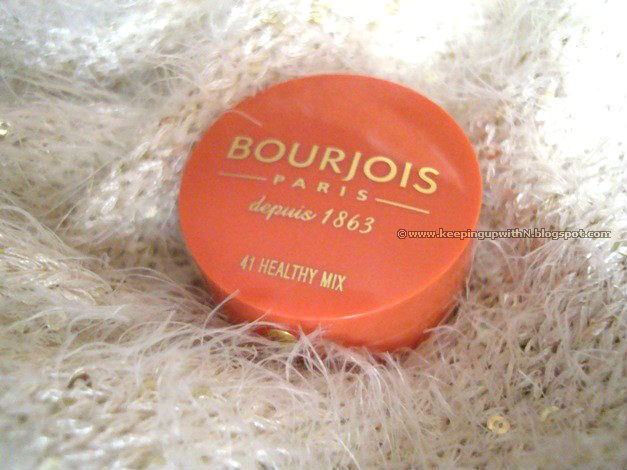 BOURJOIS
PARIS
depuis 1863
© www.keepingupwithN.blogspot.com
41 HEALTHY MIX